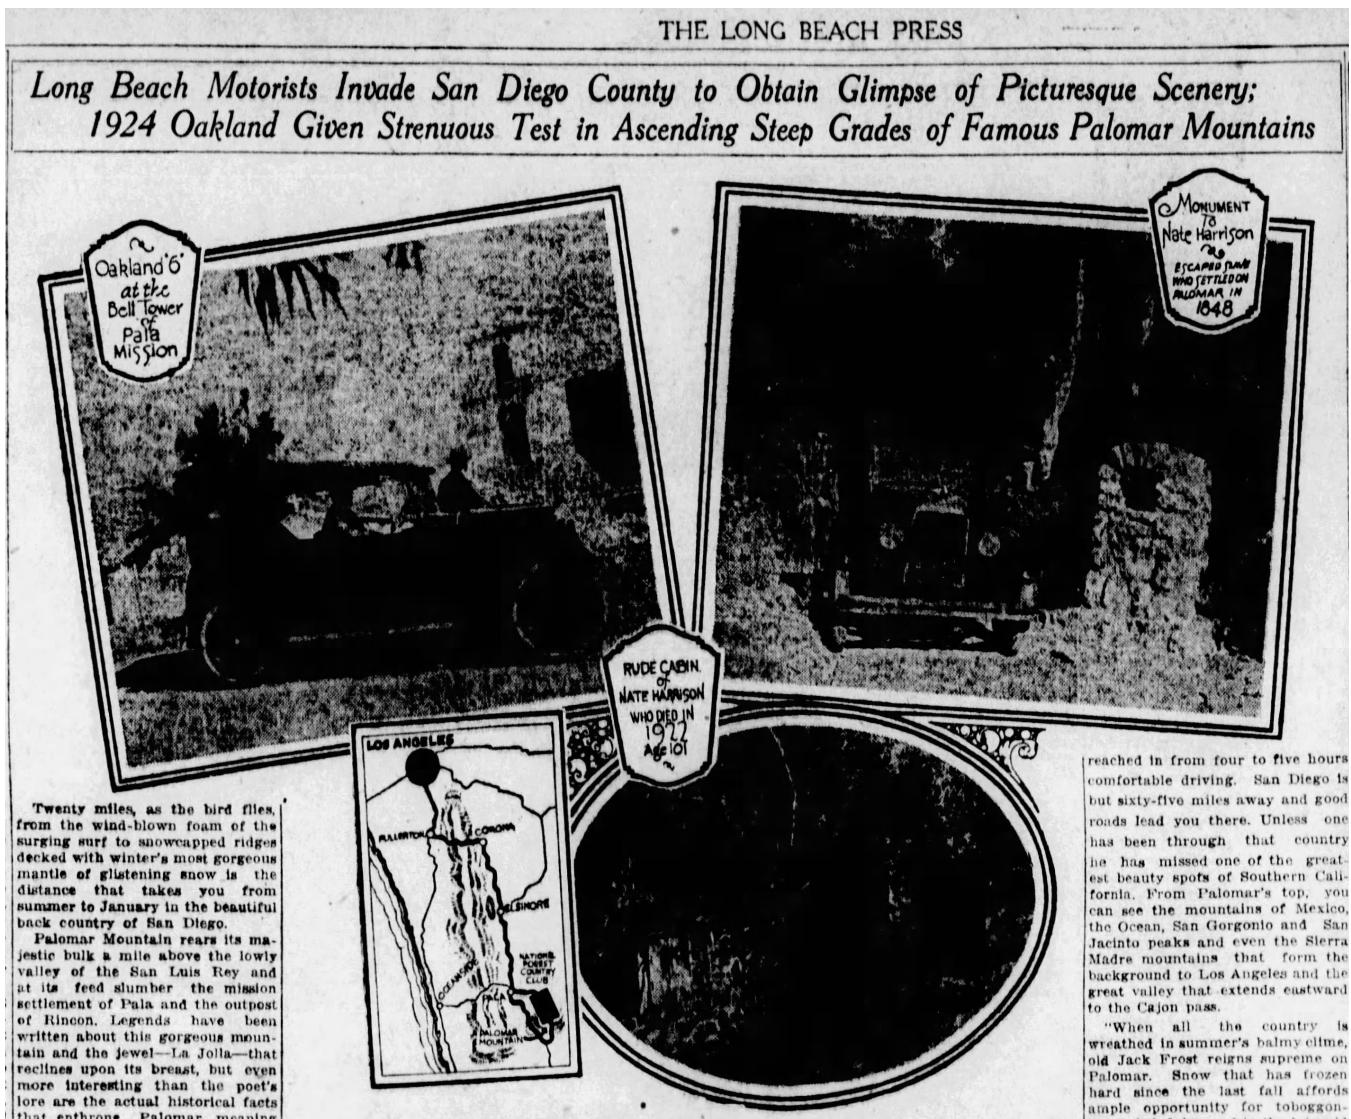 THE LONG BEACH PRESS
Long Beach Motorists Invade San Diego County to Obtain Glimpse of Picturesque Scenery;
1924 Oakland Given Strenuous Test in Ascending Steep Grades of Famous Palomar Mountains
Oakland "6"
at the
Bell Tower
of
Pala
Mission
MONUMENT
TO
Nate Harrison
ESCAPED SLAVE
WHO SETTLED ON
PALOMAR IN
1848
RUDE CABIN
of
NATE HARRISON
WHO DIED IN
1922
Age 101
LOS ANGELES
FULLERTON
CORONA
ELSINORE
OCEANSIDE
NATIONAL
FOREST
COUNTRY
CLUB
PALA
PALOMAR
MOUNTAIN
Twenty miles, as the bird flies,
from the wind-blown foam of the
surging surf to snowcapped ridges
decked with winter's most gorgeous
mantle of glistening snow is the
distance that takes you from
summer to January in the beautiful
back country of San Diego.
Palomar Mountain rears its ma-
jestic bulk a mile above the lowly
valley of the San Luis Rey and
at its feed slumber the mission
settlement of Pala and the outpost
of Rincon. Legends have been
written about this gorgeous moun-
tain and the jewel—La Jolla—that
reclines upon its breast, but even
more interesting than the poet's
lore are the actual historical facts
that enthrone Palomar, meaning
reached in from four to five hours
comfortable driving. San Diego is
but sixty-five miles away and good
roads lead you there. Unless one
has been through that country
he has missed one of the great-
est beauty spots of Southern Cali-
fornia. From Palomar's top, you
can see the mountains of Mexico,
the Ocean, San Gorgonio and San
Jacinto peaks and even the Sierra
Madre mountains that form the
background to Los Angeles and the
great valley that extends eastward
to the Cajon pass.
"When all the country is
wreathed in summer's balmy clime,
old Jack Frost reigns supreme on
Palomar. Snow that has frozen
hard since the last fall affords
ample opportunity for toboggon-